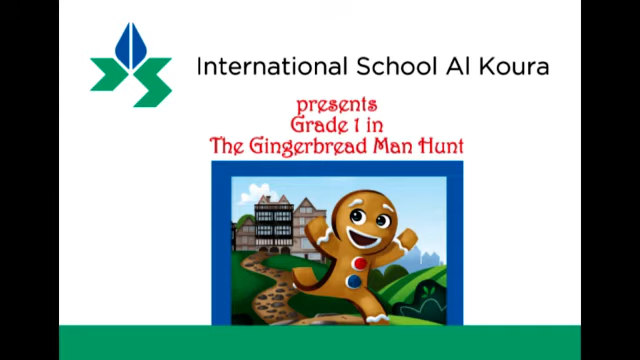 International School Al Koura
presents
Grade 1 in
The Gingerbread Man Hunt